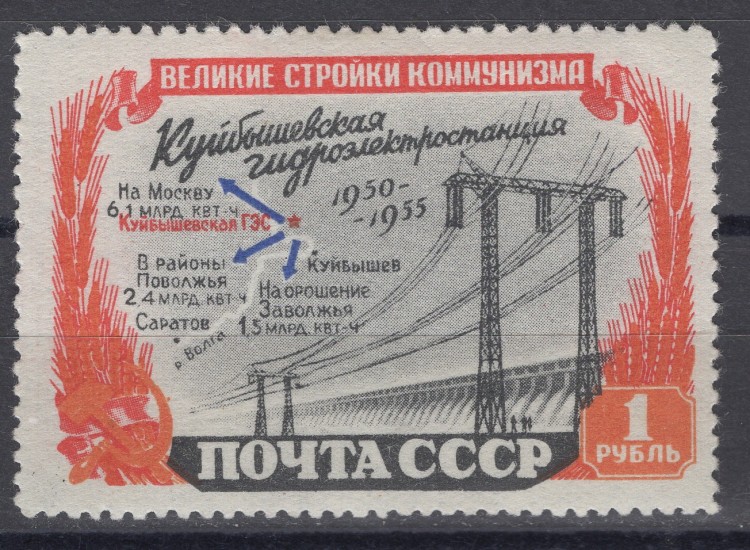 ВЕЛИКИЕ СТРОЙКИ КОММУНИЗМА
Куйбышевская
гидроэлектростанция
1950-
-1955
На Москву
6,1 МЛРД. КВТ-Ч
КУЙБЫШЕВСКАЯ ГЭС
В РАЙОНЫ
Поволжья
2,4 МЛРД. КВТ-Ч
Куйбышев
На орошение
Заволжья
1,5 МЛРД. КВТ-Ч
Саратов
р. Волга
1
РУБЛЬ
ПОЧТА СССР